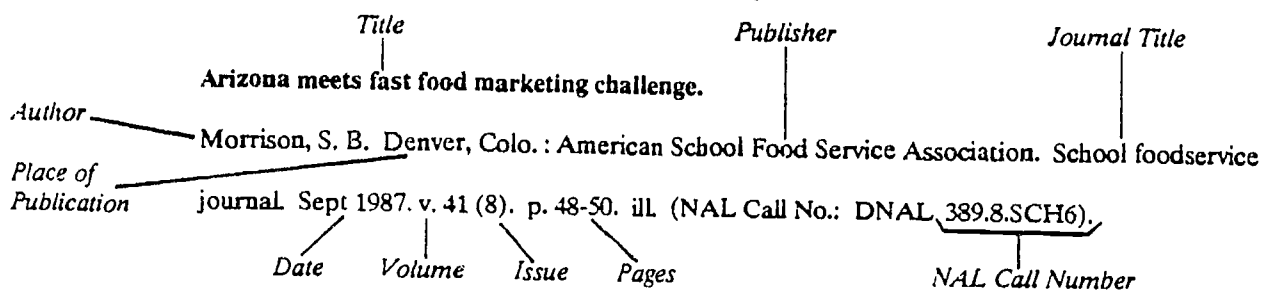 Title Publisher Journal Title
Arizona meets fast food marketing challenge.
Author
Morrison, S. B. Denver, Colo. : American School Food Service Association. School foodservice
Place of
Publication
journal. Sept 1987. v. 41 (8). p. 48-50. ill. (NAL Call No.: DNAL 389.8.SCH6).
Date Volume Issue Pages NAL Call Number